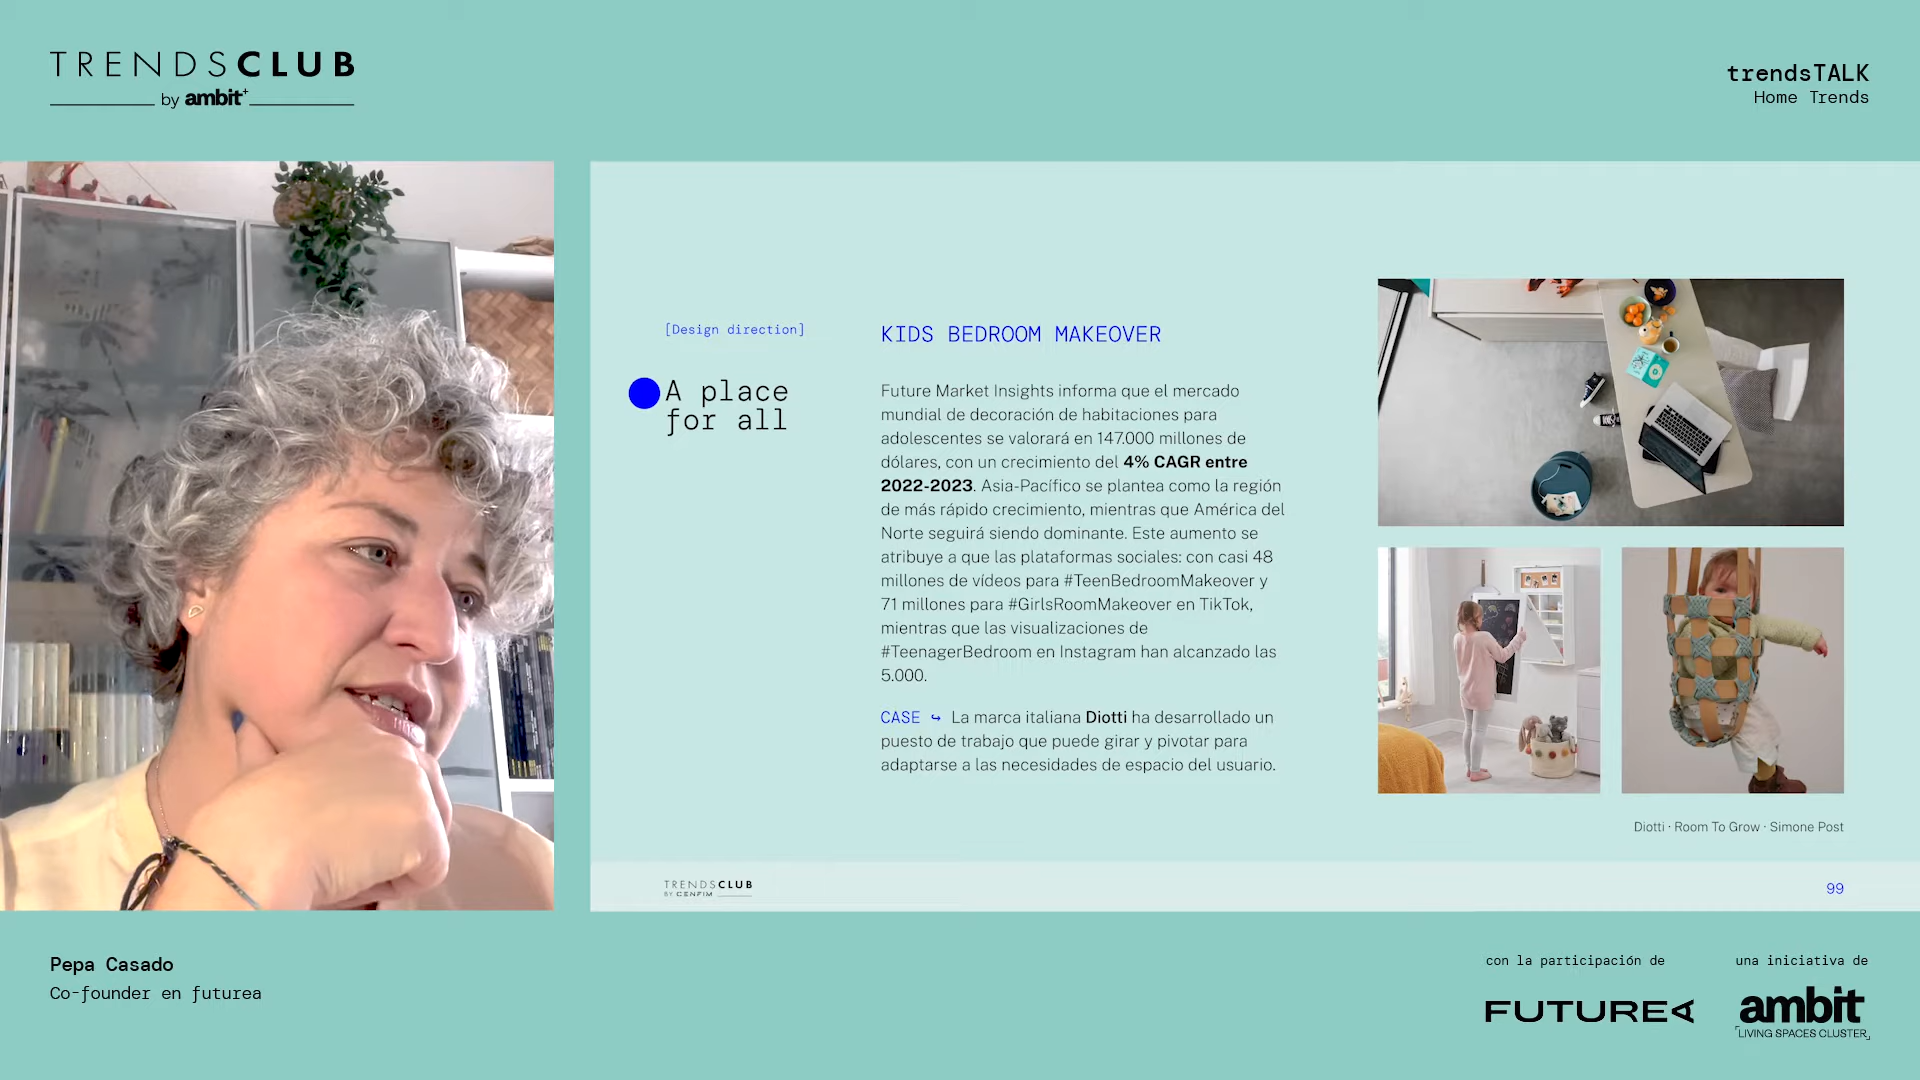 TRENDSCLUB
by ambit+
trendsTALK
Home Trends
[Design direction]
A place
for all
KIDS BEDROOM MAKEOVER
Future Market Insights informa que el mercado
mundial de decoración de habitaciones para
adolescentes se valorará en 147.000 millones de
dólares, con un crecimiento del 4% CAGR entre
2022-2023. Asia-Pacífico se plantea como la región
de más rápido crecimiento, mientras que América del
Norte seguirá siendo dominante. Este aumento se
atribuye a que las plataformas sociales: con casi 48
millones de vídeos para #TeenBedroomMakeover y
71 millones para #GirlsRoomMakeover en TikTok,
mientras que las visualizaciones de
#TeenagerBedroom en Instagram han alcanzado las
5.000.
CASE ↪ La marca italiana Diotti ha desarrollado un
puesto de trabajo que puede girar y pivotar para
adaptarse a las necesidades de espacio del usuario.
Diotti · Room To Grow · Simone Post
TRENDSCLUB
BY CENFIM
99
Pepa Casado
Co-founder en futurea
con la participación de
FUTUREA
una iniciativa de
ambit
LIVING SPACES CLUSTER